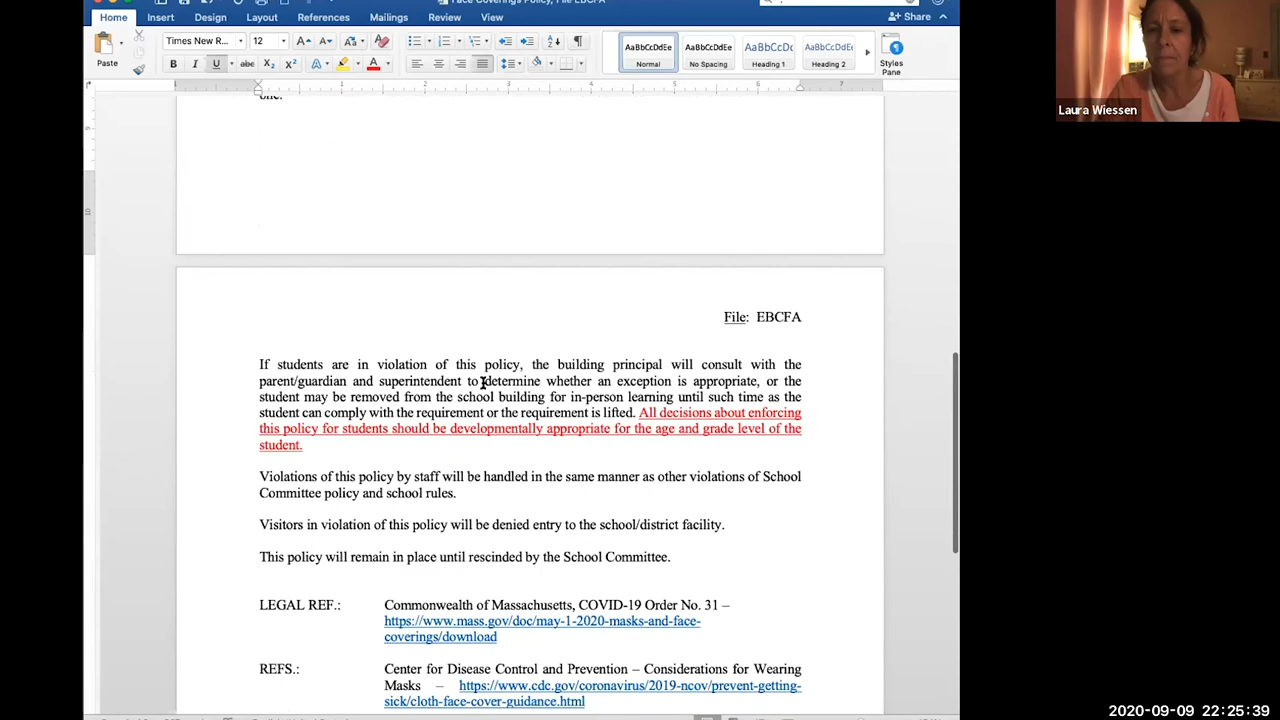 Face Coverings Policy, File EBCFA
Home Insert Design Layout References Mailings Review View Share
Times New R... 12
Paste
AaBbCcDdEe AaBbCcDdEe AaBbCcDc AaBbCcDdEe
Normal No Spacing Heading 1 Heading 2
Styles
Pane
1 2 3 4 5 6 7
9
10
one.
File: EBCFA
If students are in violation of this policy, the building principal will consult with the
parent/guardian and superintendent to determine whether an exception is appropriate, or the
student may be removed from the school building for in-person learning until such time as the
student can comply with the requirement or the requirement is lifted. All decisions about enforcing
this policy for students should be developmentally appropriate for the age and grade level of the
student.
Violations of this policy by staff will be handled in the same manner as other violations of School
Committee policy and school rules.
Visitors in violation of this policy will be denied entry to the school/district facility.
This policy will remain in place until rescinded by the School Committee.
LEGAL REF.: Commonwealth of Massachusetts, COVID-19 Order No. 31 –
https://www.mass.gov/doc/may-1-2020-masks-and-face-
coverings/download
REFS.: Center for Disease Control and Prevention – Considerations for Wearing
Masks – https://www.cdc.gov/coronavirus/2019-ncov/prevent-getting-
sick/cloth-face-cover-guidance.html
Laura Wiessen
2020-09-09 22:25:39